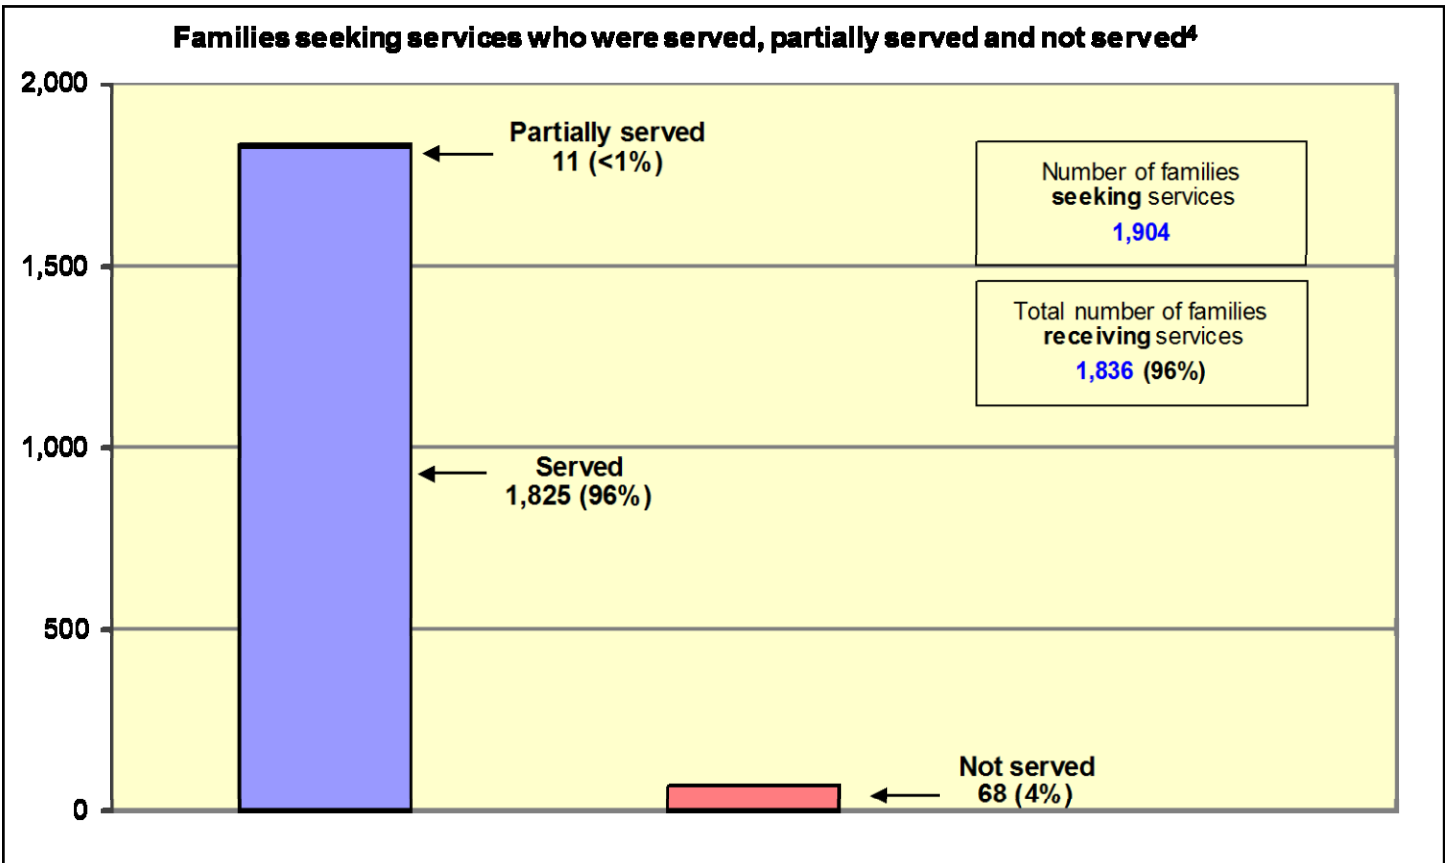 Families seeking services who were served, partially served and not served⁴
2,000
1,500
1,000
500
0
Partially served
11 (<1%)
Served
1,825 (96%)
Not served
68 (4%)
Number of families
seeking services
1,904
Total number of families
receiving services
1,836 (96%)